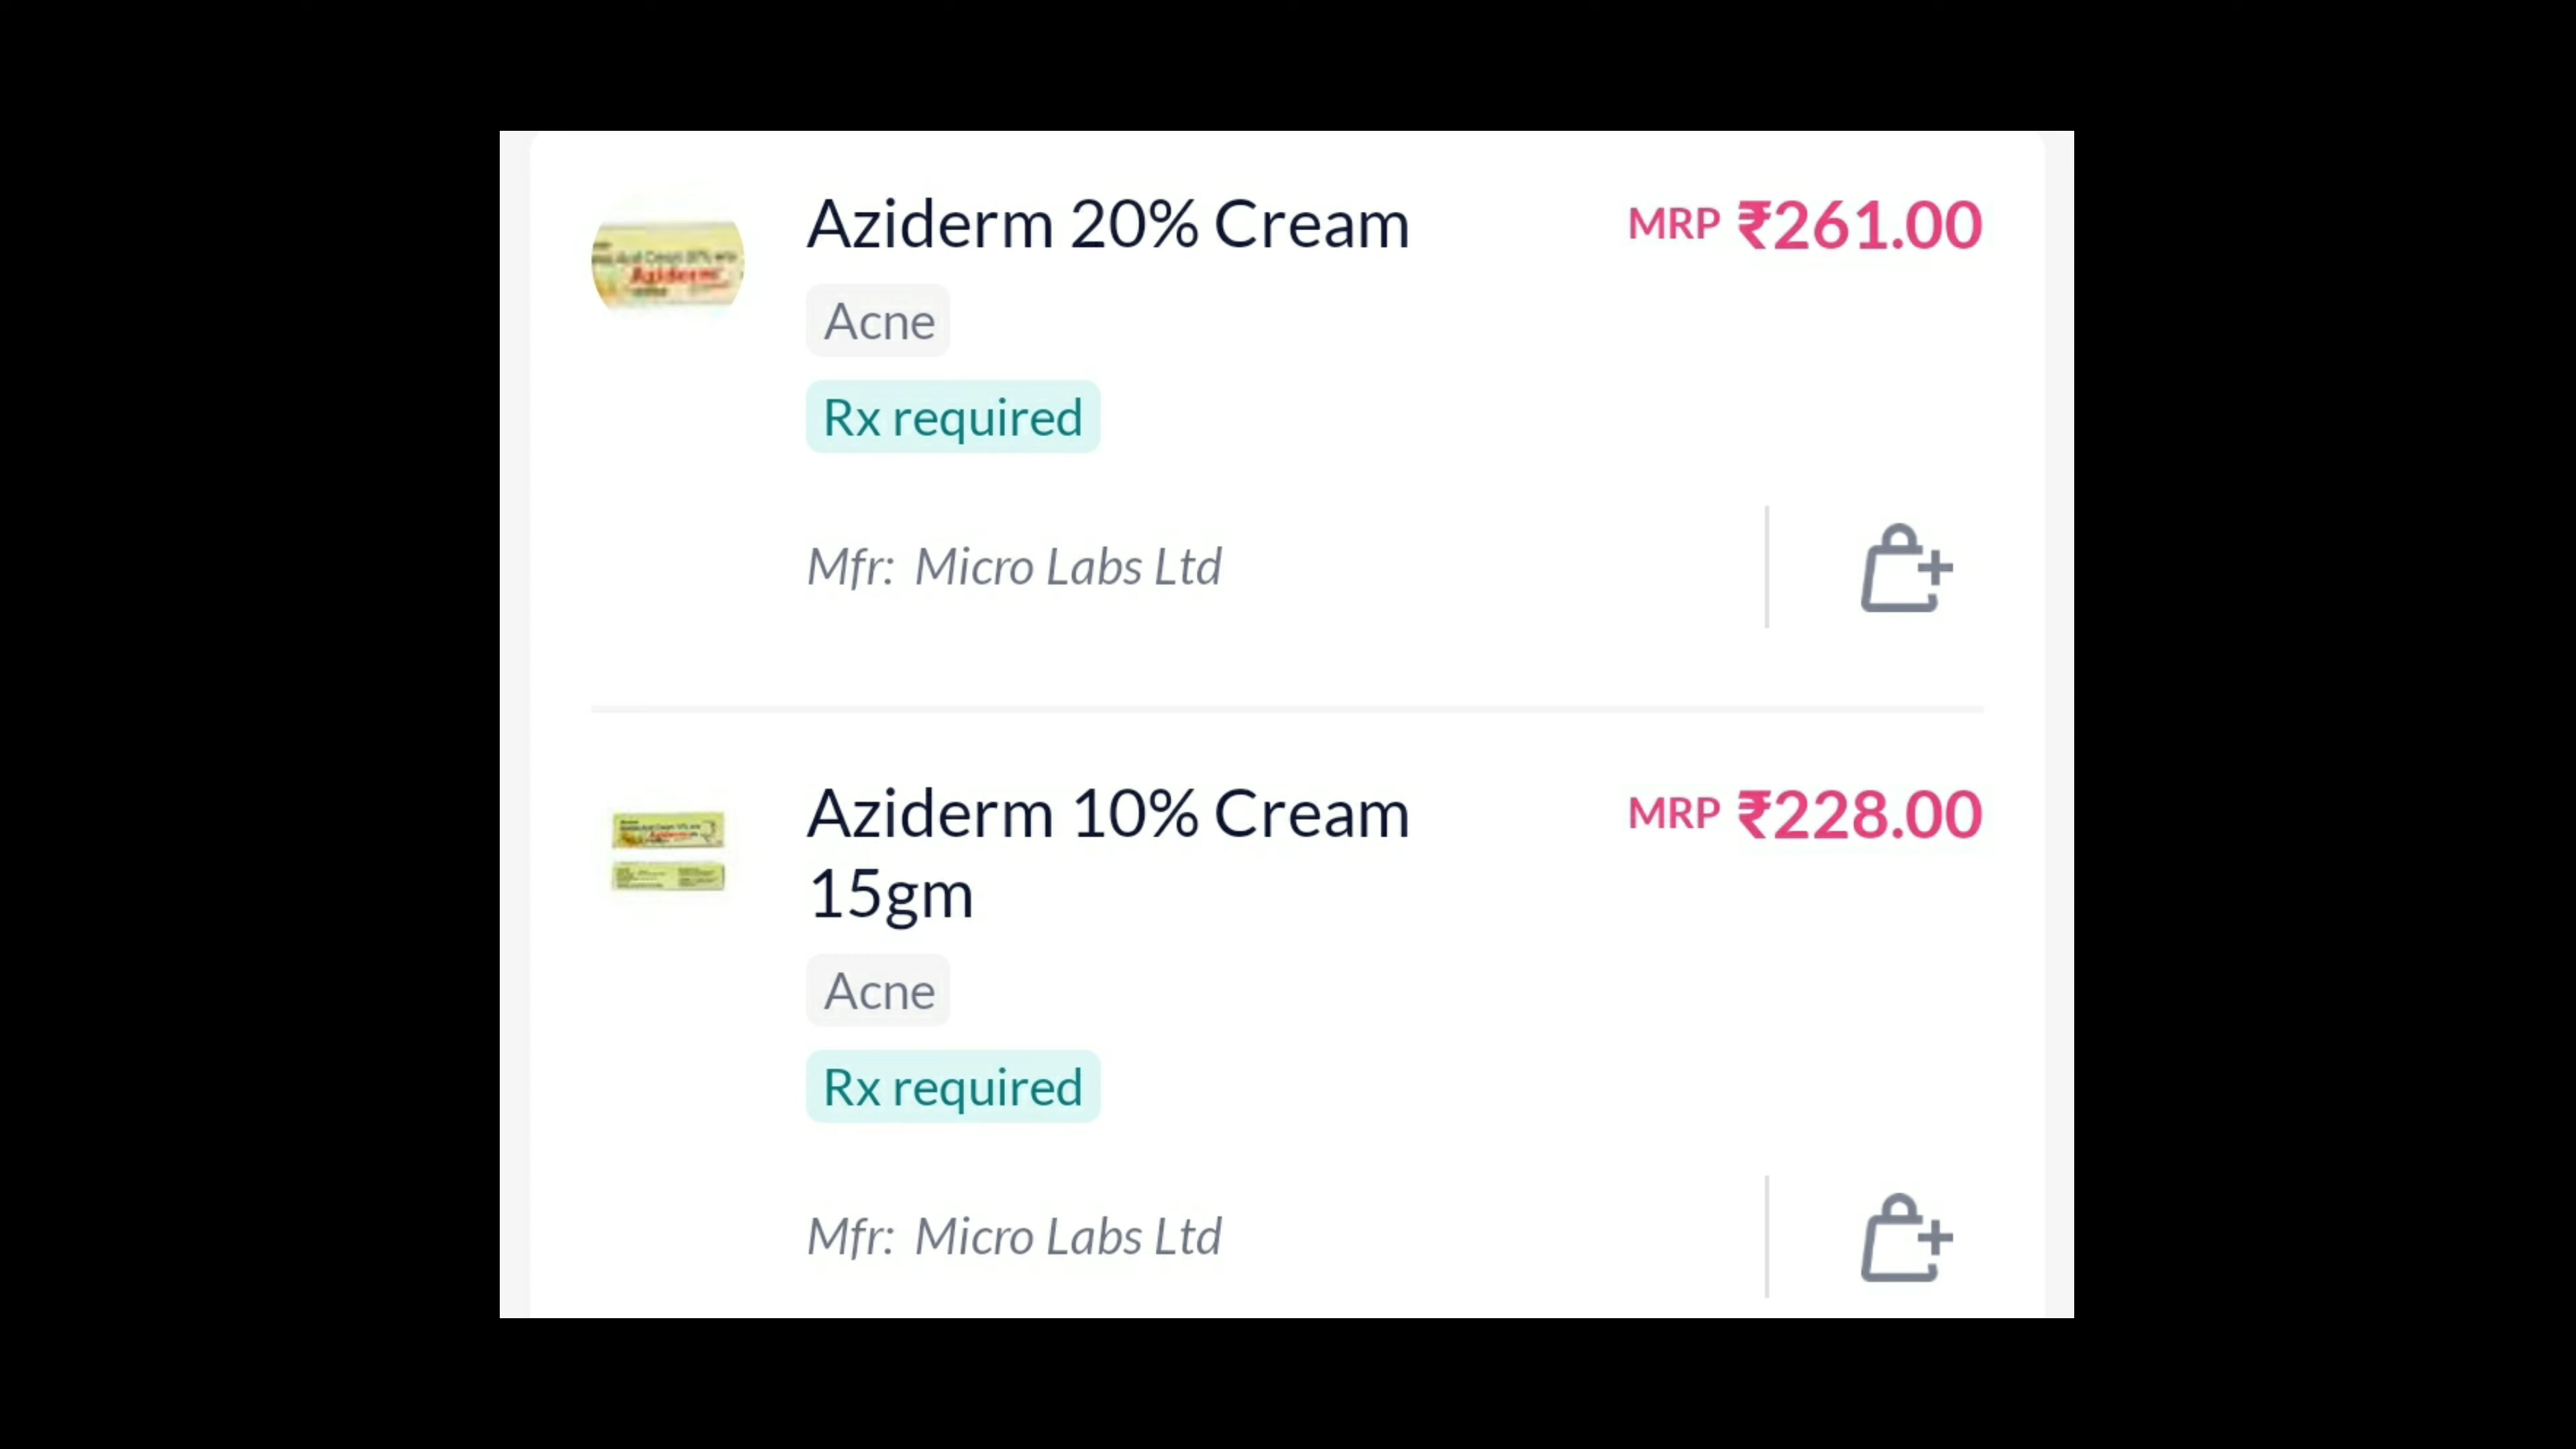 Aziderm 20% Cream
MRP ₹261.00
Acne
Rx required
Mfr: Micro Labs Ltd
Aziderm 10% Cream
15gm
MRP ₹228.00
Acne
Rx required
Mfr: Micro Labs Ltd